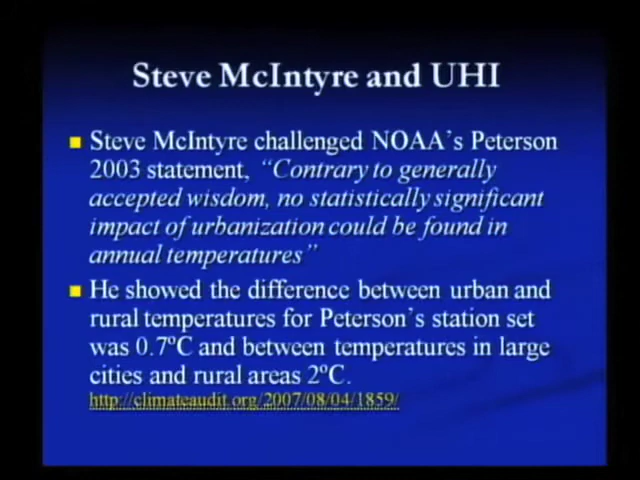 Steve McIntyre and UHI
Steve McIntyre challenged NOAA's Peterson
2003 statement, "Contrary to generally
accepted wisdom, no statistically significant
impact of urbanization could be found in
annual temperatures"
He showed the difference between urban and
rural temperatures for Peterson's station set
was 0.7ºC and between temperatures in large
cities and rural areas 2ºC.
http://climateaudit.org/2007/08/04/1859/